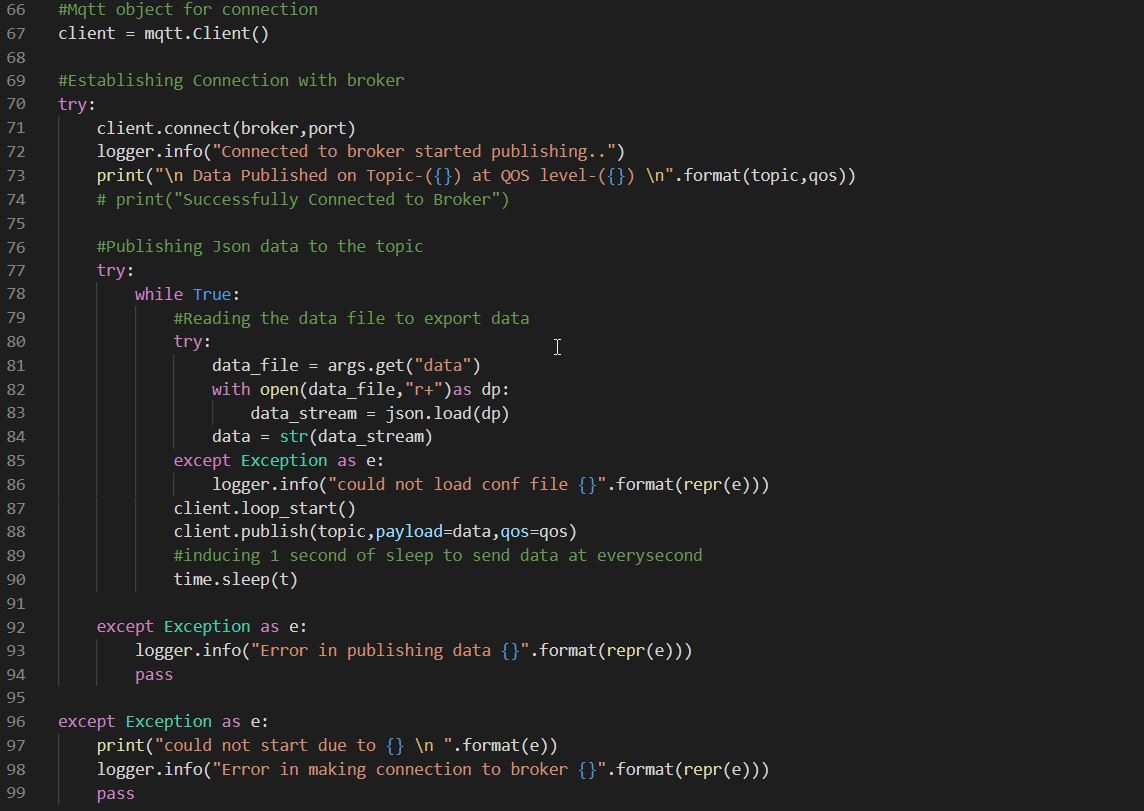 66 #Mqtt object for connection
67 client = mqtt.Client()
68
69 #Establishing Connection with broker
70 try:
71     client.connect(broker,port)
72     logger.info("Connected to broker started publishing..")
73     print("\n Data Published on Topic-({}) at QOS level-({}) \n".format(topic,qos))
74     # print("Successfully Connected to Broker")
75
76     #Publishing Json data to the topic
77     try:
78         while True:
79             #Reading the data file to export data
80             try:
81                 data_file = args.get("data")
82                 with open(data_file,"r+")as dp:
83                     data_stream = json.load(dp)
84                 data = str(data_stream)
85             except Exception as e:
86                 logger.info("could not load conf file {}".format(repr(e)))
87             client.loop_start()
88             client.publish(topic,payload=data,qos=qos)
89             #inducing 1 second of sleep to send data at everysecond
90             time.sleep(t)
91
92     except Exception as e:
93         logger.info("Error in publishing data {}".format(repr(e)))
94         pass
95
96 except Exception as e:
97     print("could not start due to {} \n ".format(e))
98     logger.info("Error in making connection to broker {}".format(repr(e)))
99     pass